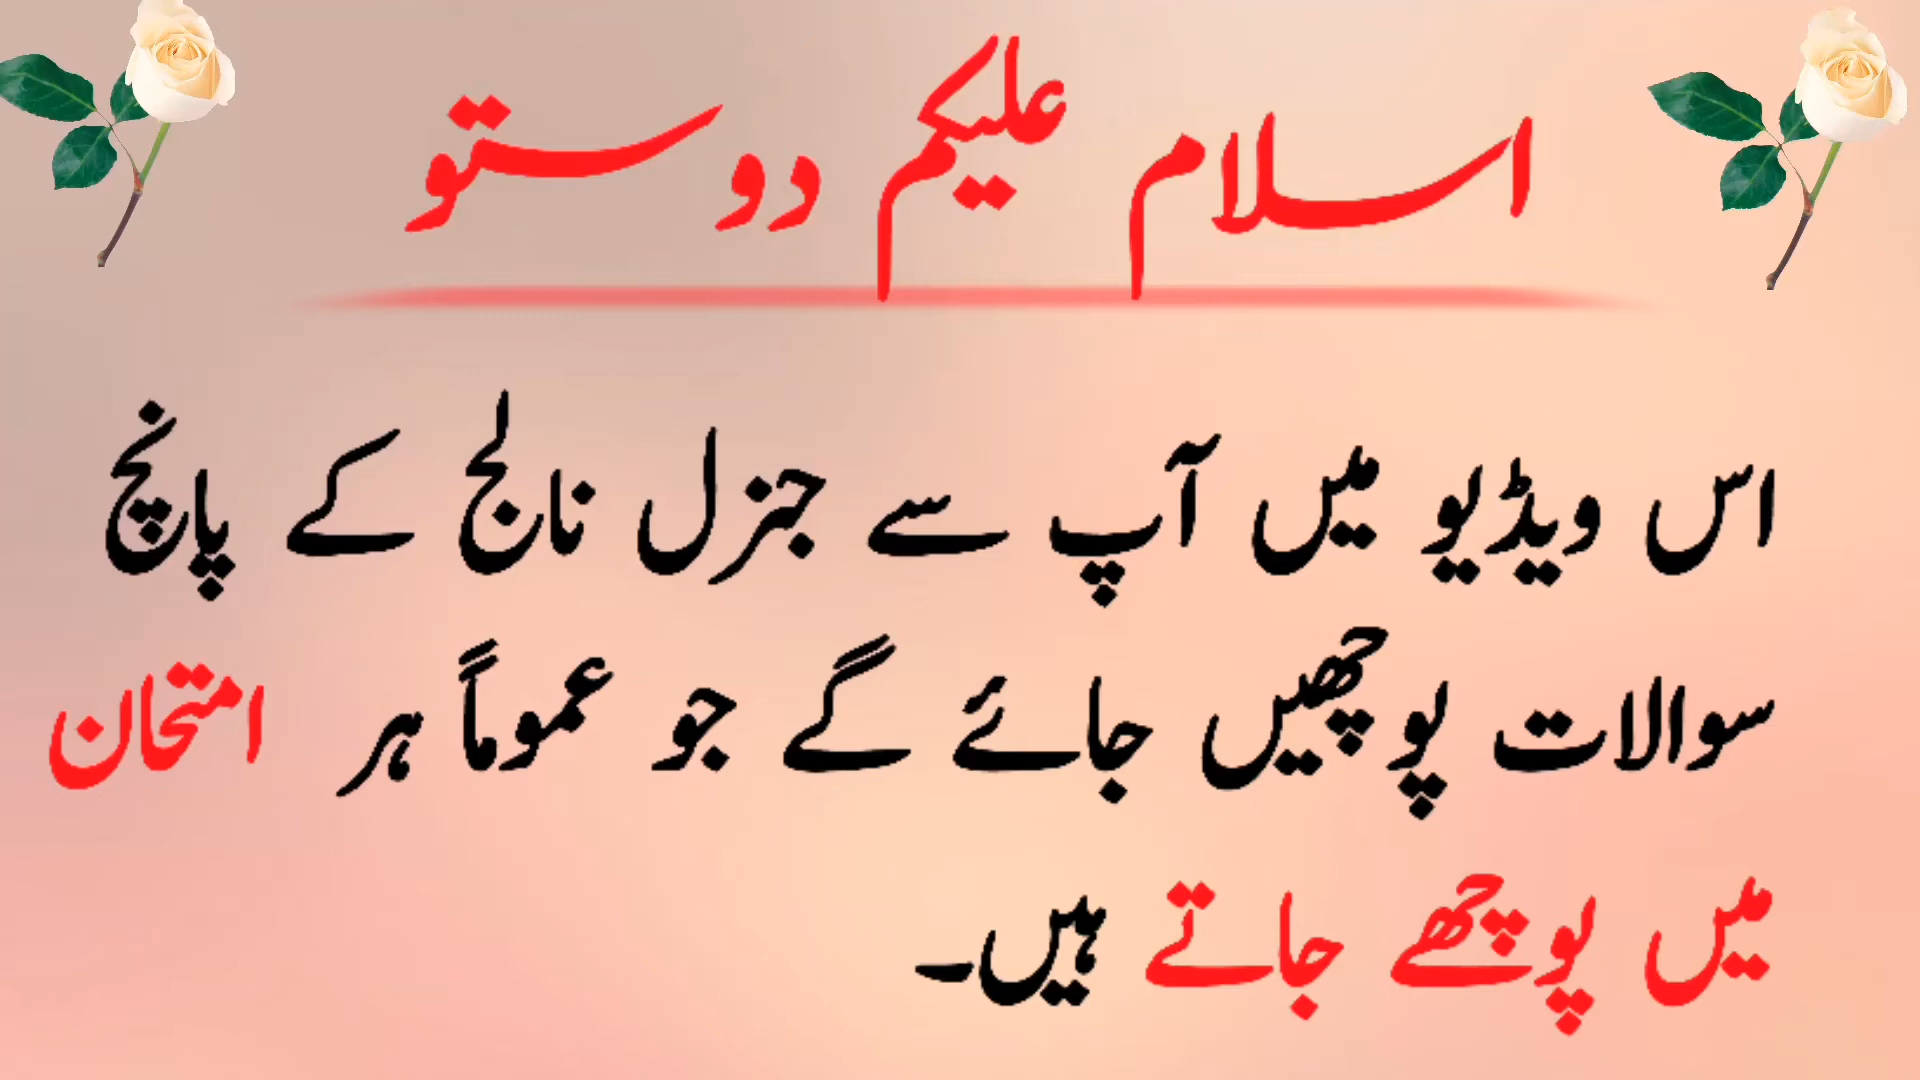 اسلام علیکم دوستو
اس ویڈیو میں آپ سے جنرل نالج کے پانچ
سوالات پوچھیں جائے گے جو عموماً ہر امتحان
میں پوچھے جاتے ہیں۔